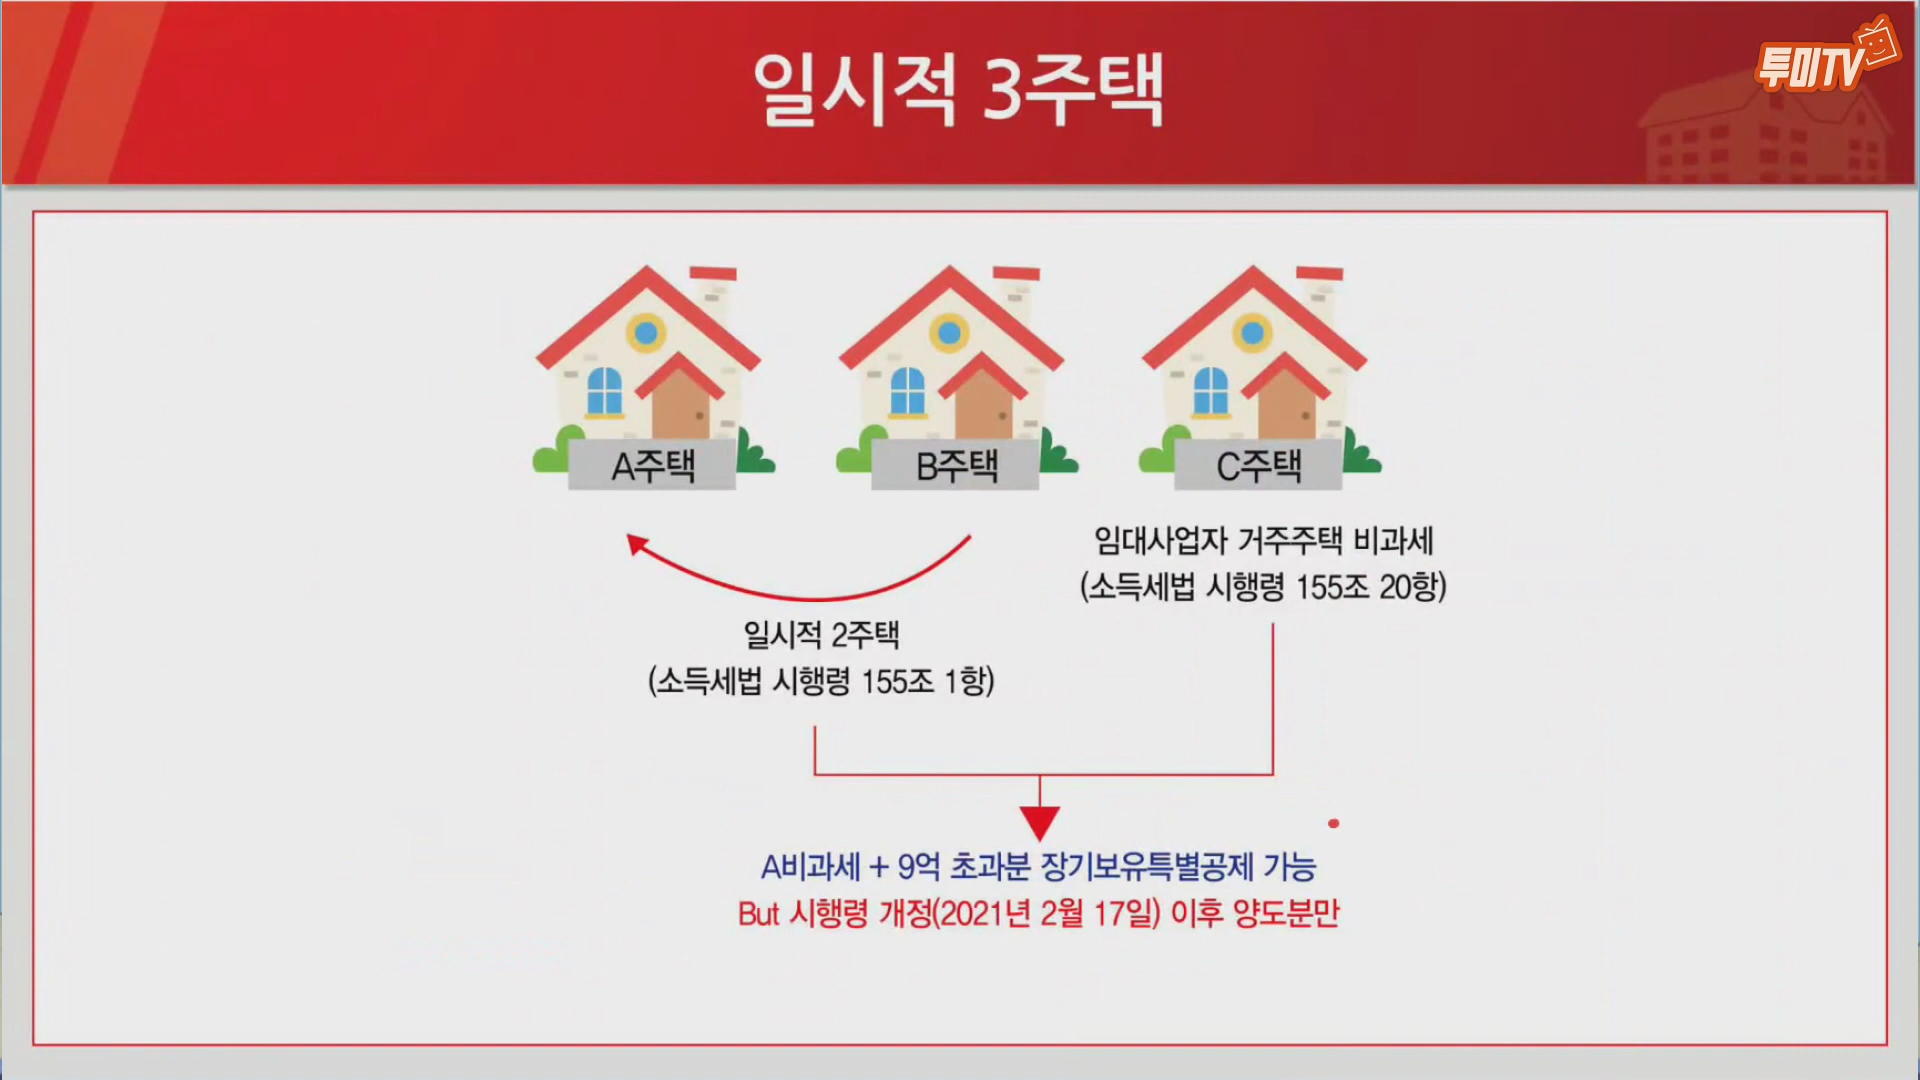 일시적 3주택
투미TV
A주택
B주택
C주택
임대사업자 거주주택 비과세
(소득세법 시행령 155조 20항)
일시적 2주택
(소득세법 시행령 155조 1항)
A비과세 + 9억 초과분 장기보유특별공제 가능
But 시행령 개정(2021년 2월 17일) 이후 양도분만